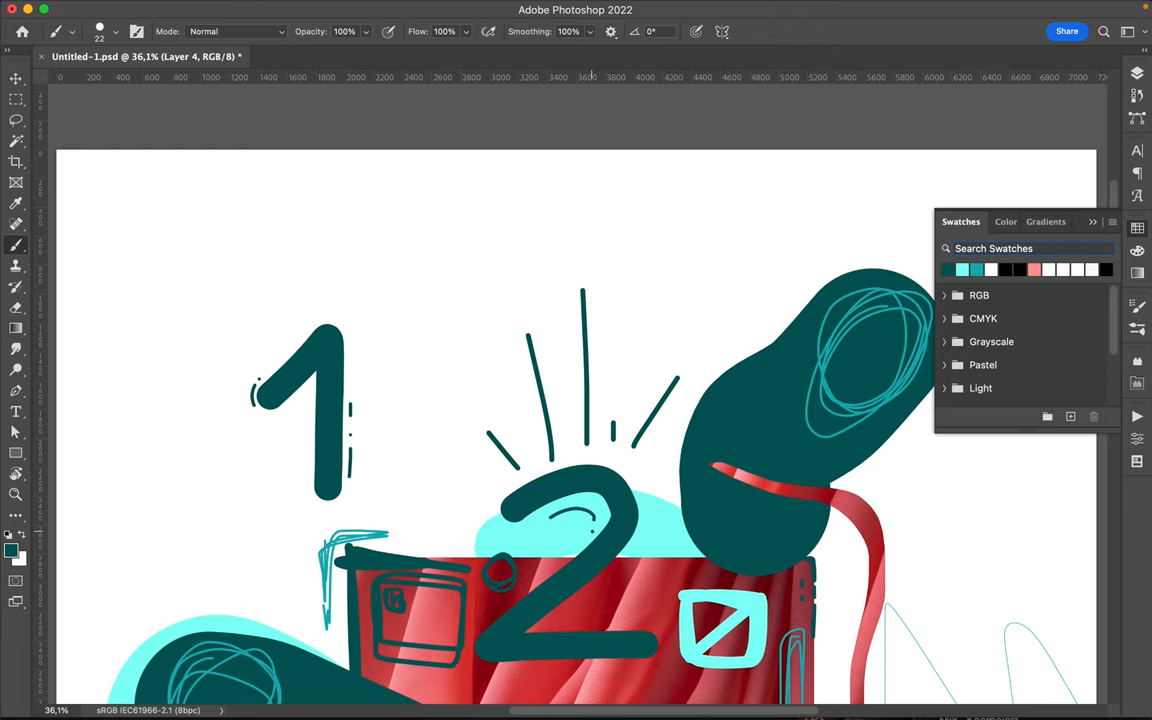 Adobe Photoshop 2022
Mode: Normal Opacity: 100% Flow: 100% Smoothing: 100% 0° Share
22
Untitled-1.psd @ 36,1% (Layer 4, RGB/8) *
0 200 400 600 800 1000 1200 1400 1600 1800 2000 2200 2400 2600 2800 3000 3200 3400 3600 3800 4000 4200 4400 4600 4800 5000 5200 5400 5600 5800 6000 6200 6400 6600 6800 7000
Swatches Color Gradients
Search Swatches
RGB
CMYK
Grayscale
Pastel
Light
1
2
36,1% sRGB IEC61966-2.1 (8bpc)